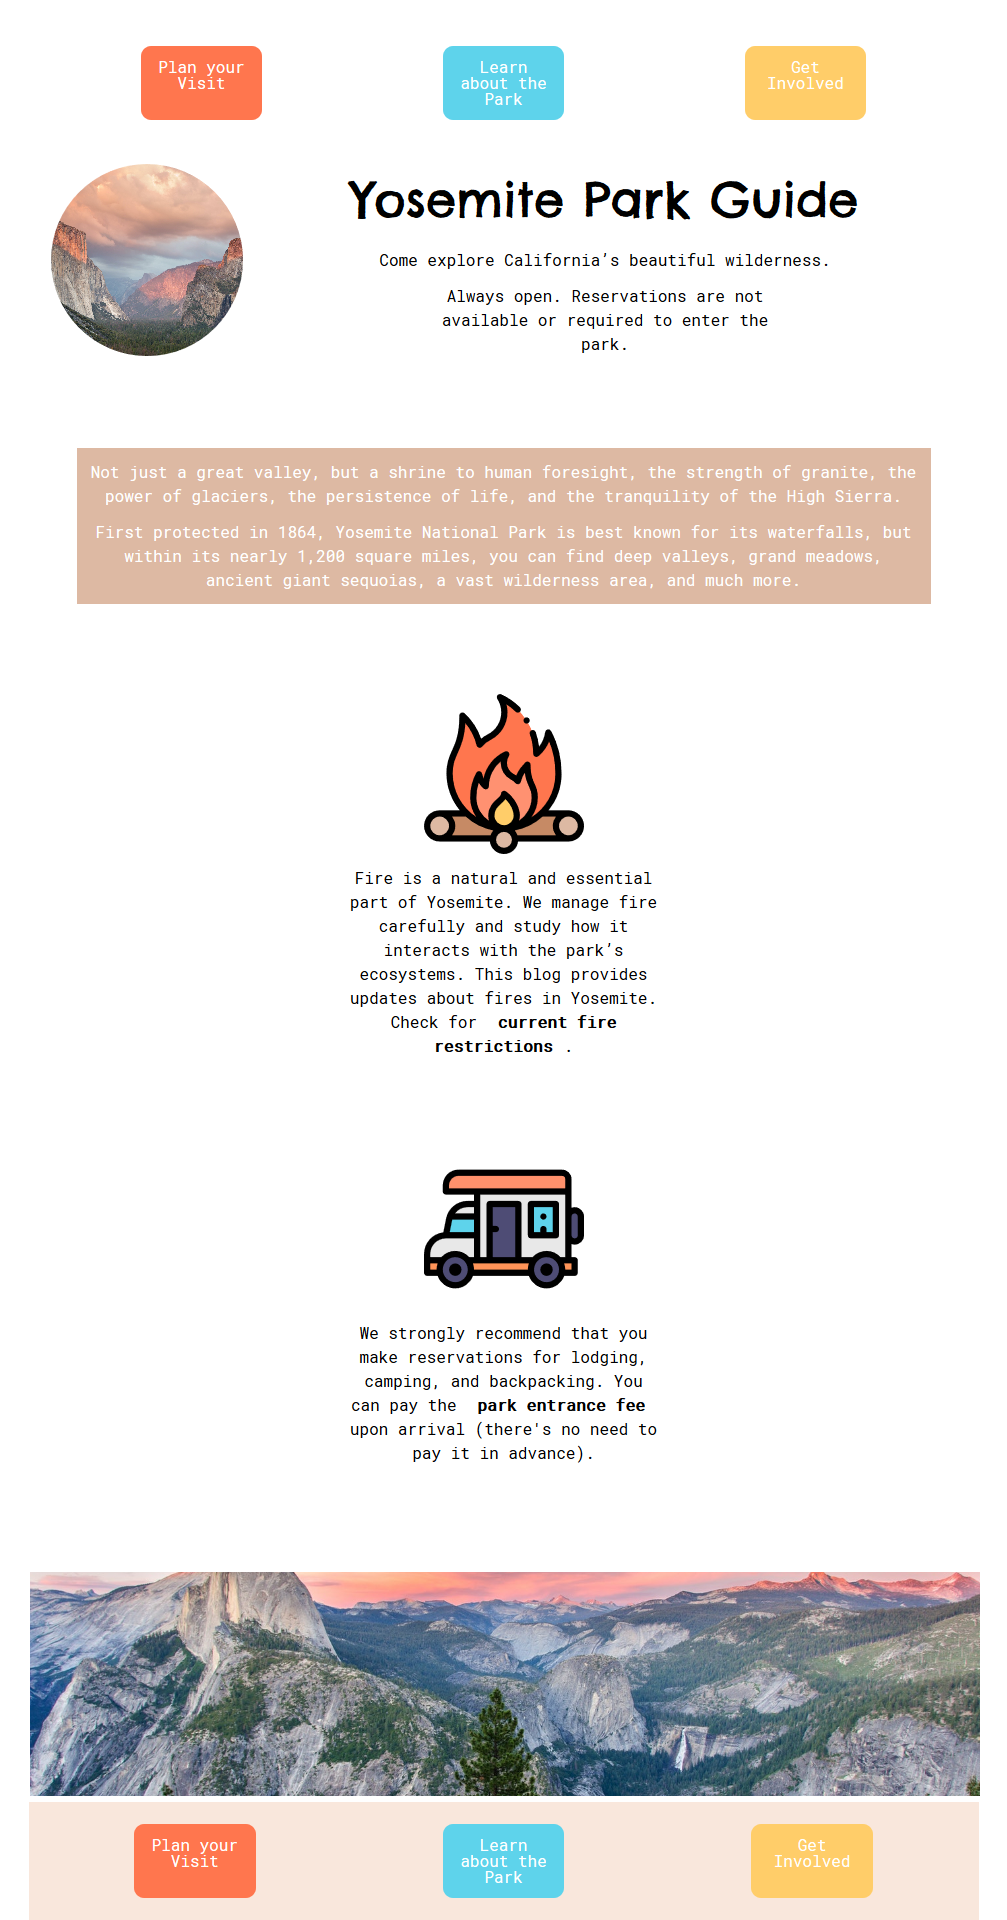 Plan your
Visit
Learn
about the
Park
Get
Involved
Yosemite Park Guide
Come explore California’s beautiful wilderness.
Always open. Reservations are not
available or required to enter the
park.
Not just a great valley, but a shrine to human foresight, the strength of granite, the
power of glaciers, the persistence of life, and the tranquility of the High Sierra.
First protected in 1864, Yosemite National Park is best known for its waterfalls, but
within its nearly 1,200 square miles, you can find deep valleys, grand meadows,
ancient giant sequoias, a vast wilderness area, and much more.
Fire is a natural and essential
part of Yosemite. We manage fire
carefully and study how it
interacts with the park’s
ecosystems. This blog provides
updates about fires in Yosemite.
Check for current fire
restrictions .
We strongly recommend that you
make reservations for lodging,
camping, and backpacking. You
can pay the park entrance fee
upon arrival (there's no need to
pay it in advance).
Plan your
Visit
Learn
about the
Park
Get
Involved